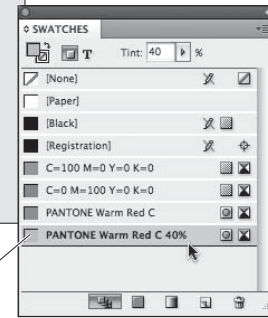 SWATCHES
T Tint: 40 %
[None]
[Paper]
[Black]
[Registration]
C=100 M=0 Y=0 K=0
C=0 M=100 Y=0 K=0
PANTONE Warm Red C
PANTONE Warm Red C 40%